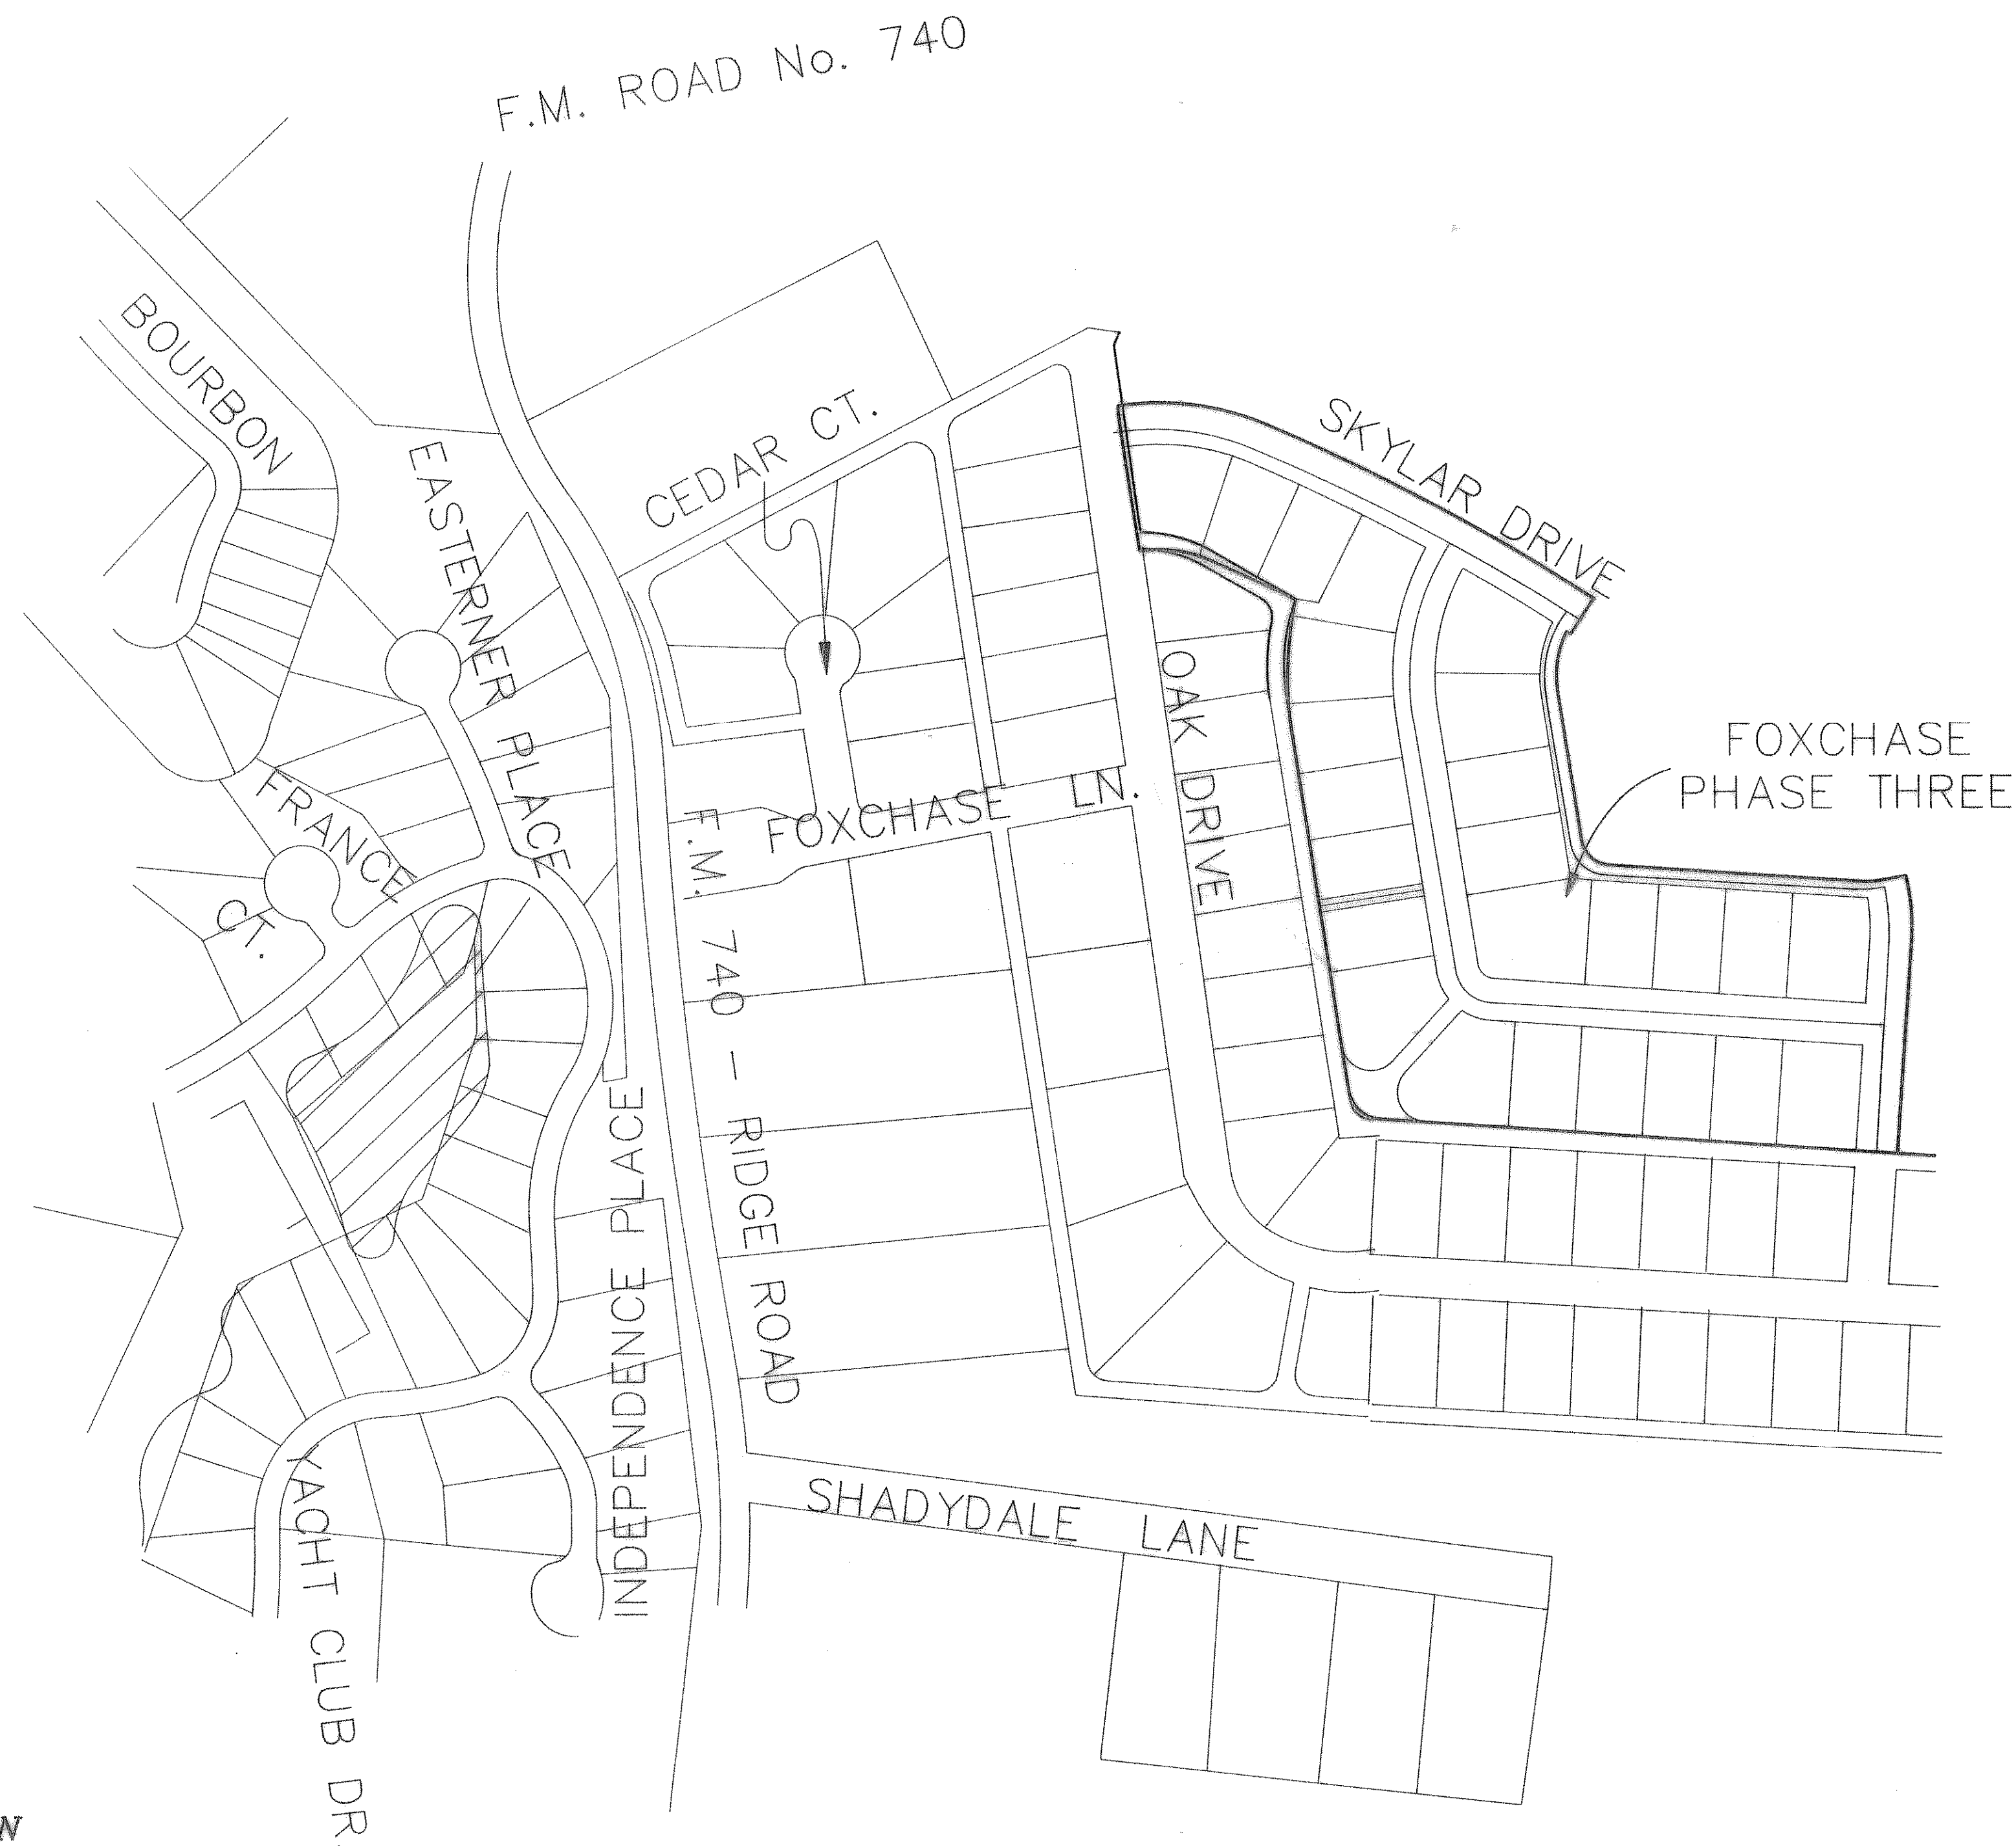 F.M. ROAD No. 740
BOURBON
EASTERNER PLACE
CEDAR CT.
SKYLAR DRIVE
OAK DRIVE
FOXCHASE
PHASE THREE
FRANCE
CT.
FOXCHASE LN.
F.M. 740 – RIDGE ROAD
INDEPENDENCE PLACE
SHADYDALE LANE
YACHT CLUB DR.